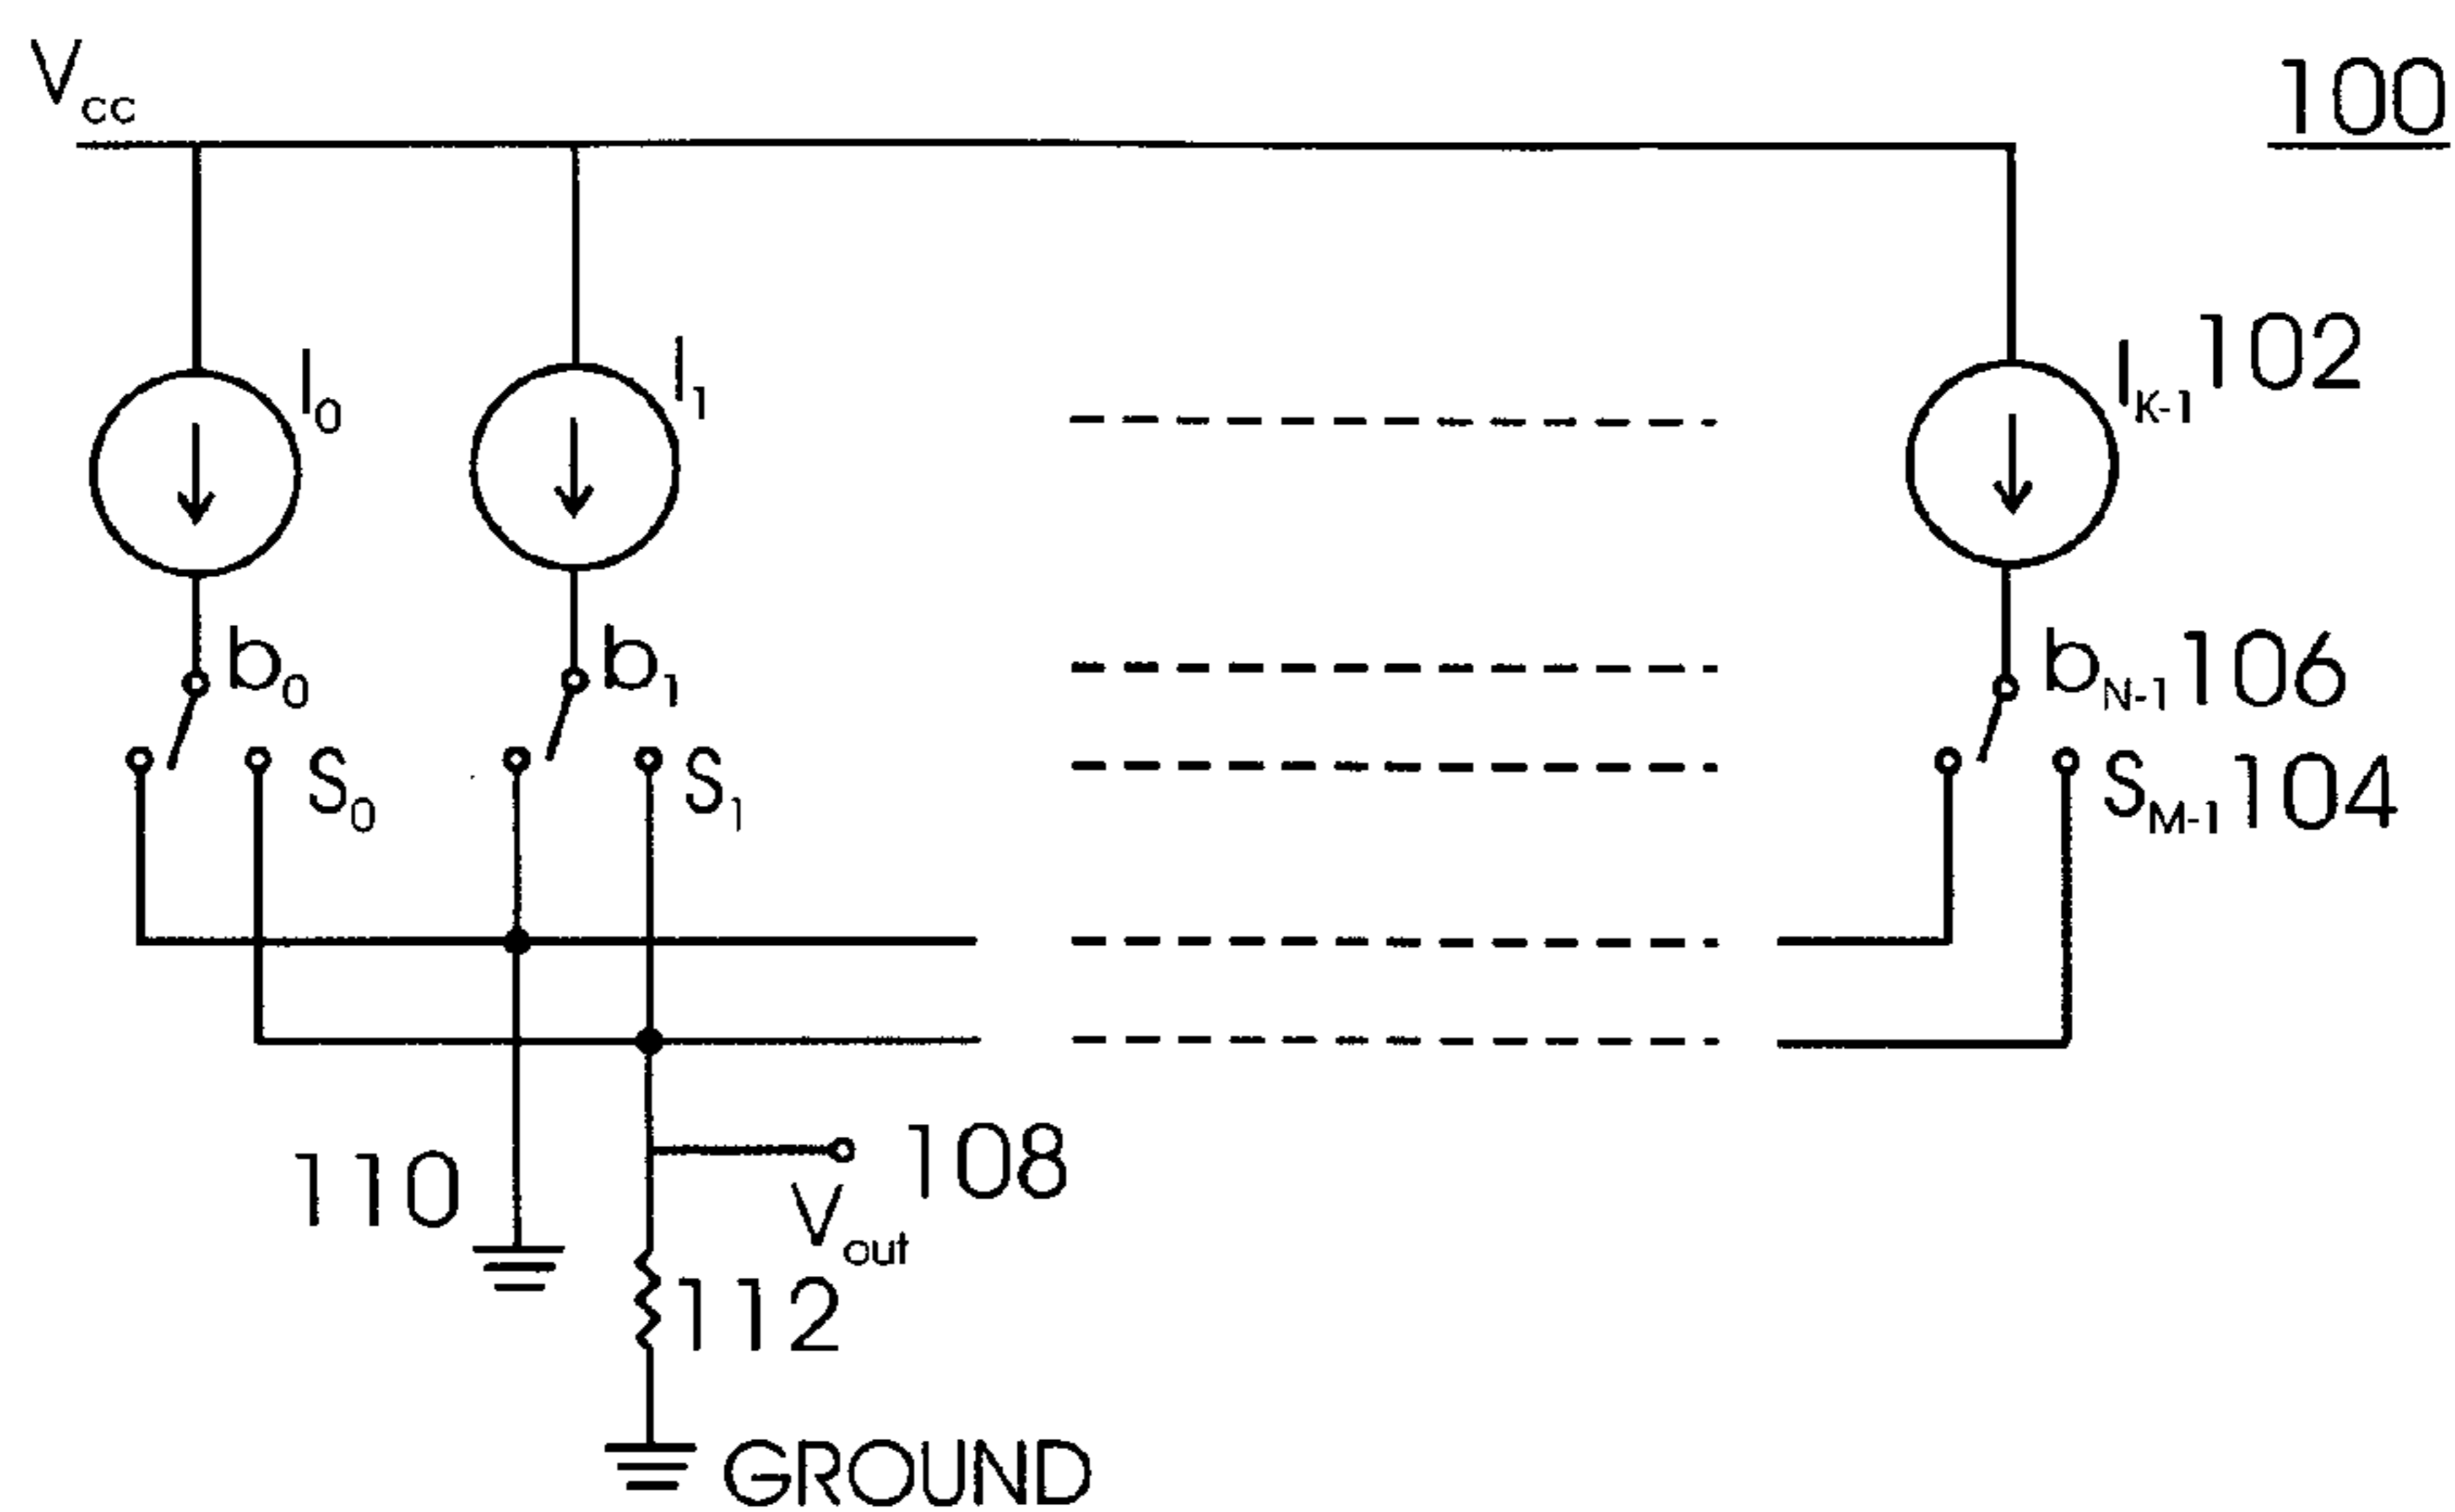 Vcc
100
I0
I1
IK-1 102
b0
b1
bN-1 106
S0
S1
SM-1 104
110
108
Vout
112
GROUND